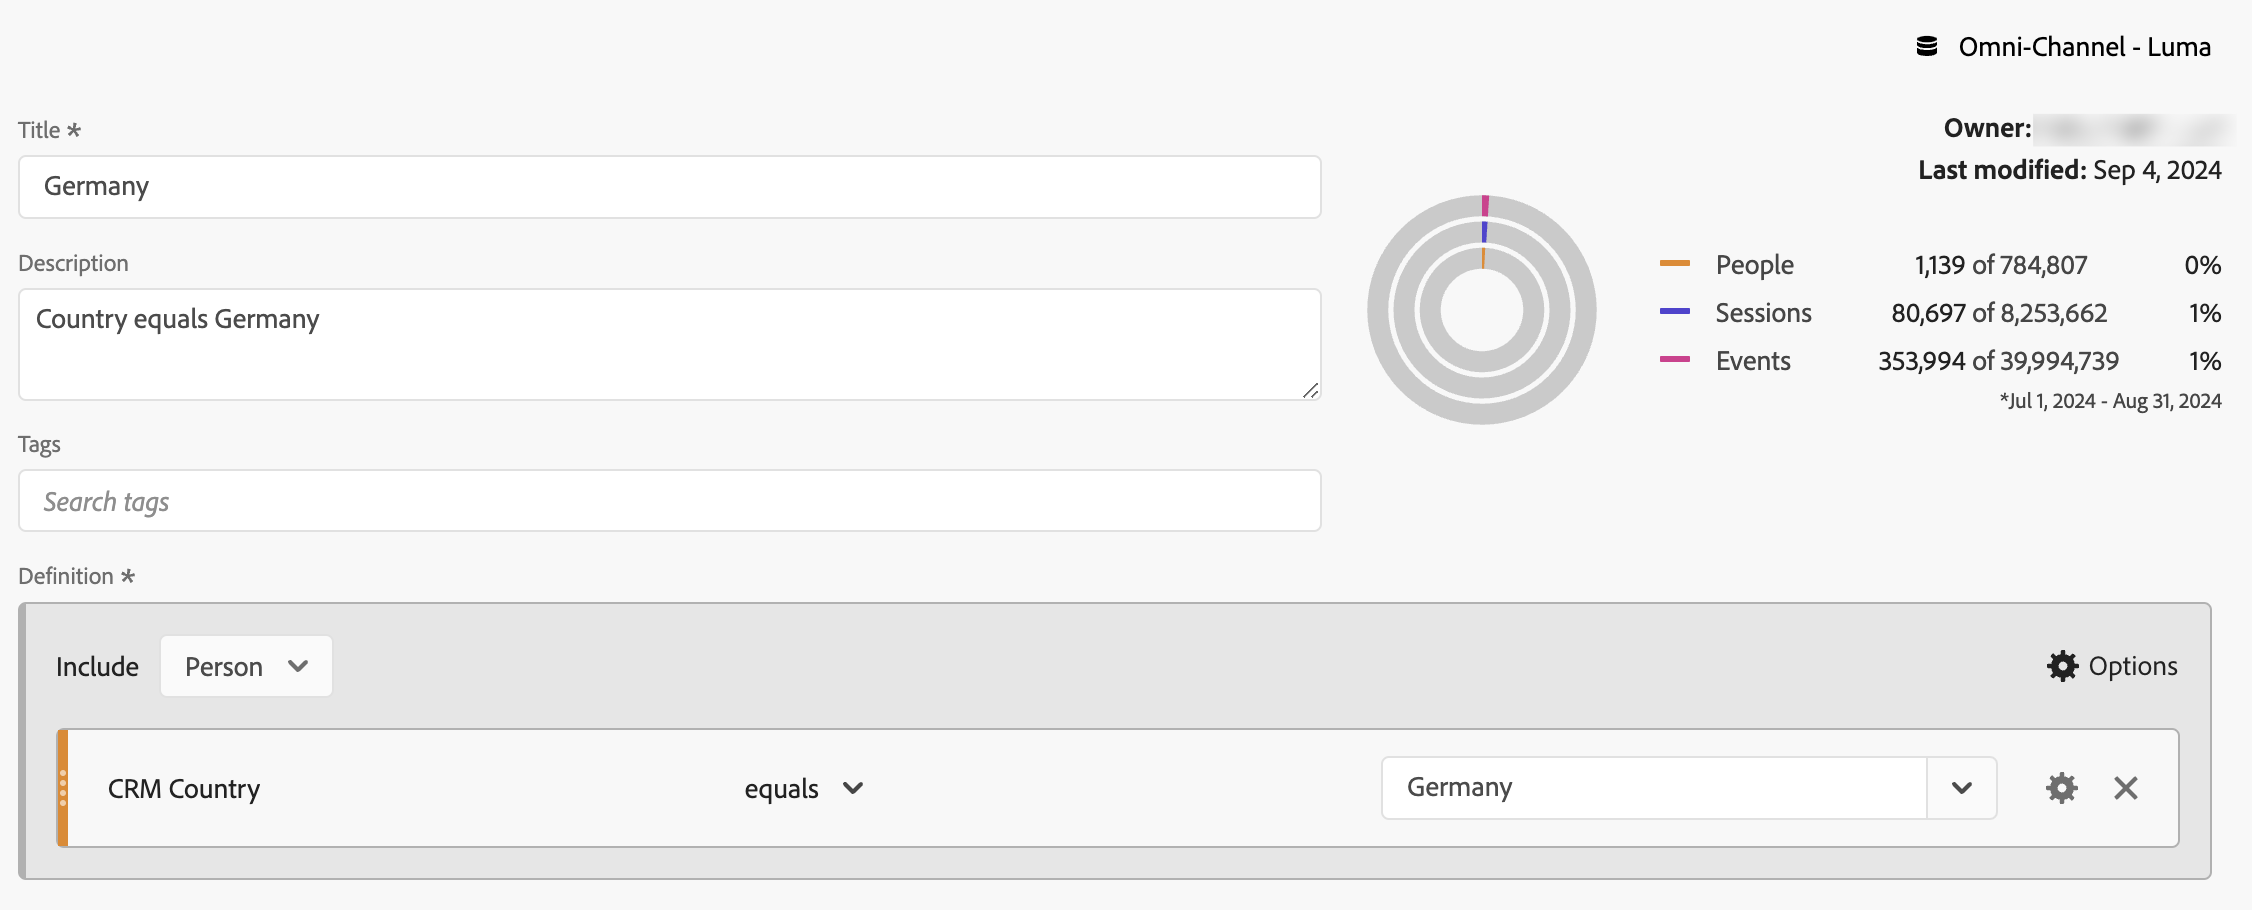 Omni-Channel - Luma
Title *
Germany
Owner:
Last modified: Sep 4, 2024
Description
Country equals Germany
People 1,139 of 784,807 0%
Sessions 80,697 of 8,253,662 1%
Events 353,994 of 39,994,739 1%
*Jul 1, 2024 - Aug 31, 2024
Tags
Search tags
Definition *
Include Person Options
CRM Country equals Germany